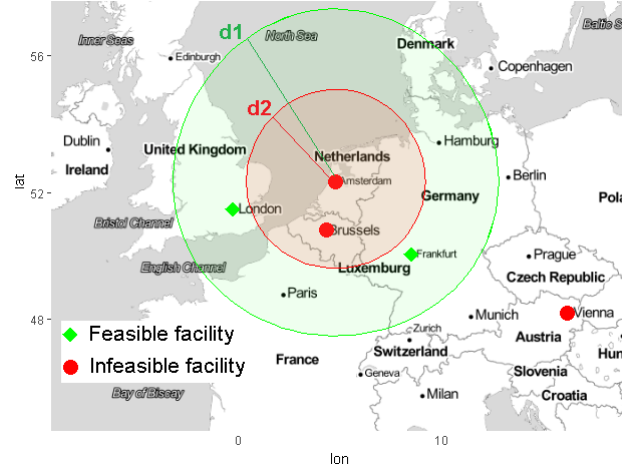 Inner Seas
North Sea
Baltic S
d1
Denmark
56
Edinburgh
Copenhagen
d2
Dublin
Ireland
United Kingdom
Netherlands
Hamburg
Amsterdam
Berlin
lat
52
Germany
Pola
London
Bristol Channel
Brussels
English Channel
Frankfurt
Prague
Luxemburg
Czech Republic
Paris
48
Munich
Vienna
Feasible facility
Zurich
Austria
Switzerland
Hun
France
Infeasible facility
Geneva
Slovenia
Bay of Biscay
Milan
Croatia
0
10
lon